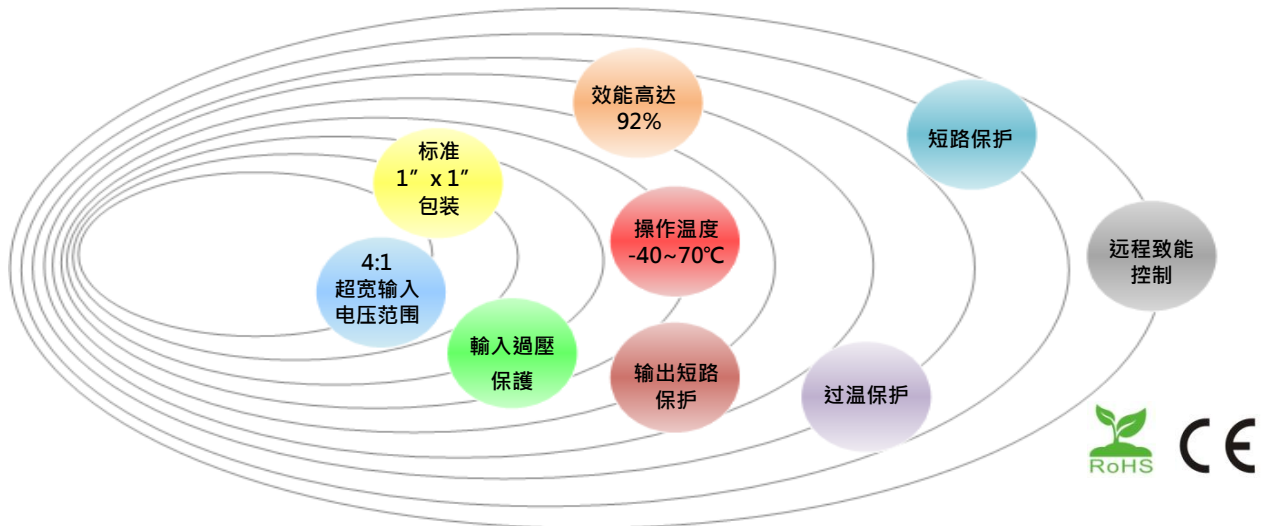 效能高达
92%
短路保护
标准
1” x 1”
包装
操作温度
-40~70℃
远程致能
控制
4:1
超宽输入
电压范围
輸入過壓
保護
输出短路
保护
过温保护
RoHS
CE